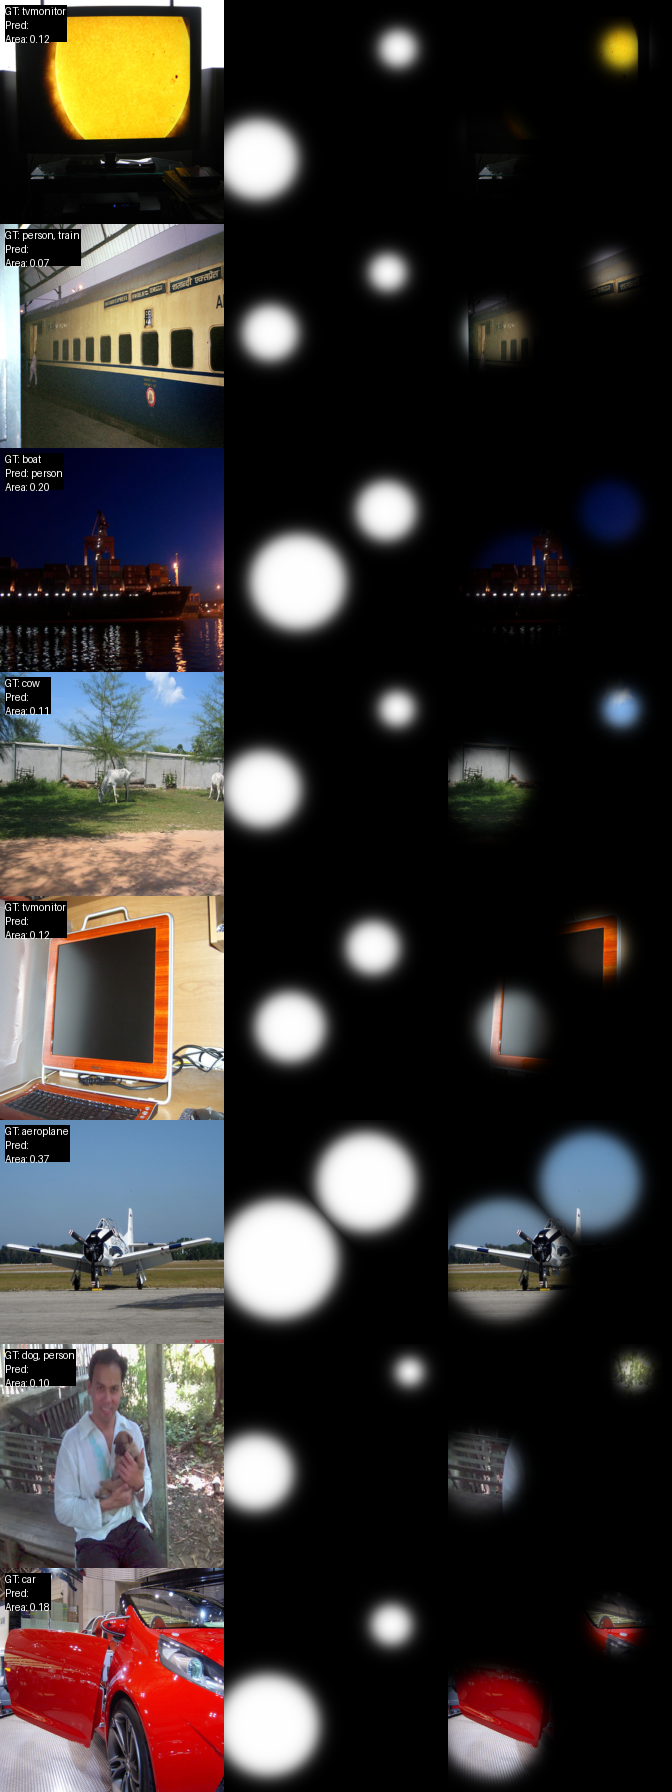 GT: tvmonitor
Pred:
Area: 0.12
GT: person, train
Pred:
Area: 0.07
GT: boat
Pred: person
Area: 0.20
GT: cow
Pred:
Area: 0.11
GT: tvmonitor
Pred:
Area: 0.12
GT: aeroplane
Pred:
Area: 0.37
GT: dog, person
Pred:
Area: 0.10
GT: car
Pred:
Area: 0.18